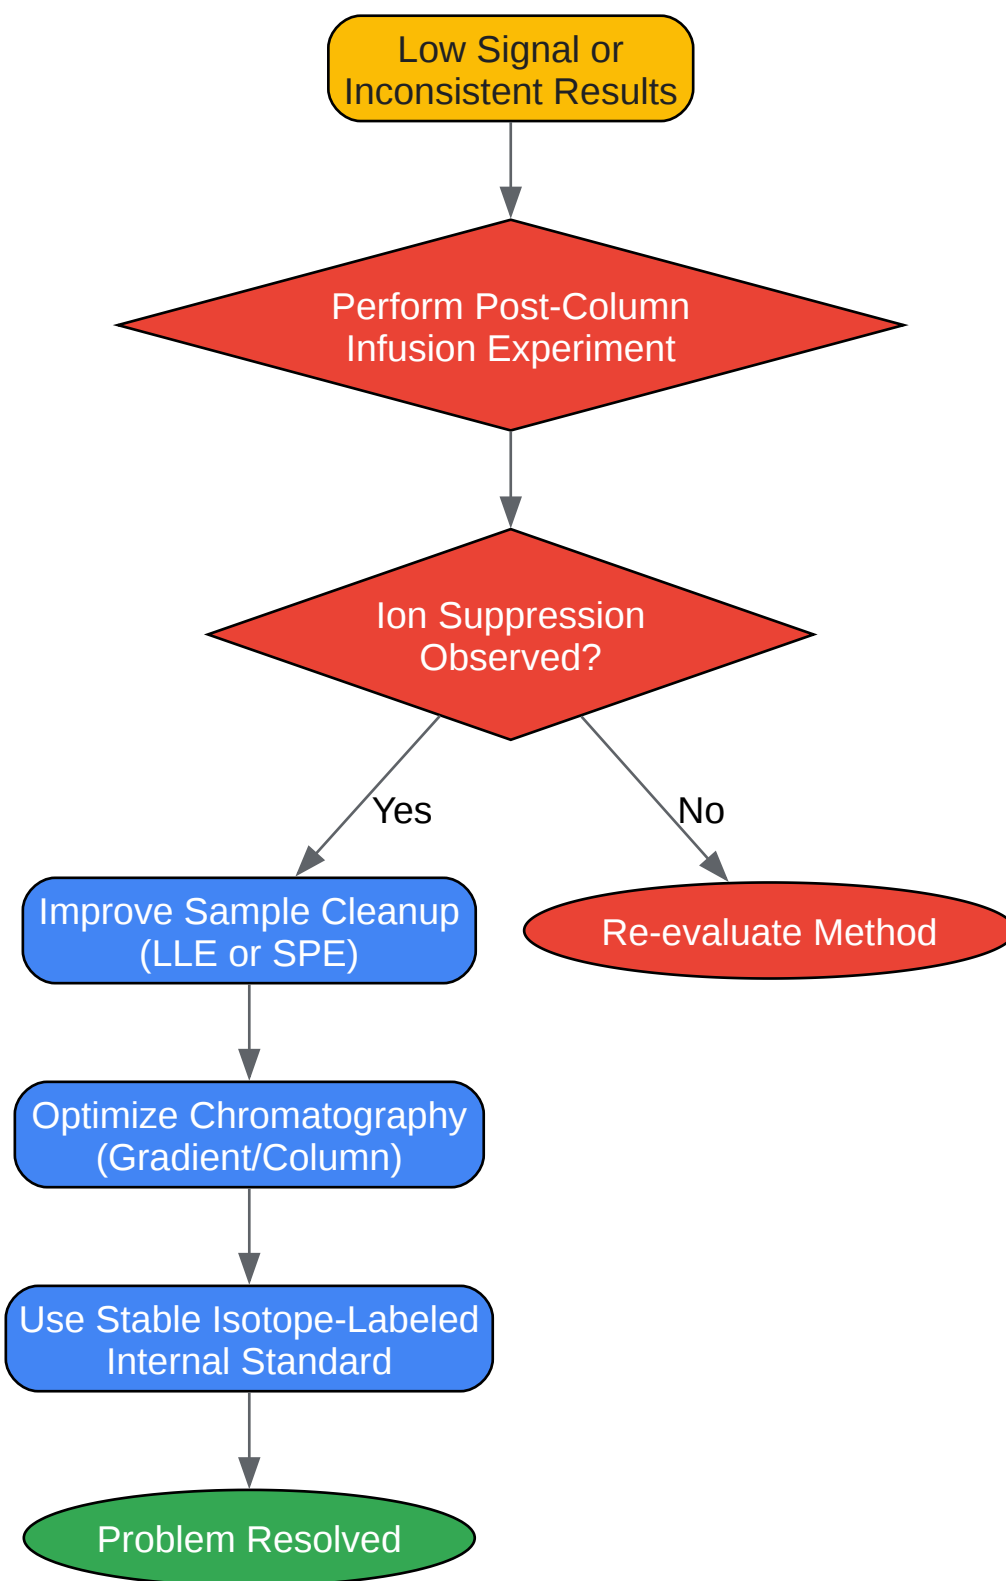 Low Signal or
Inconsistent Results
Perform Post-Column
Infusion Experiment
Ion Suppression
Observed?
Yes
No
Improve Sample Cleanup
(LLE or SPE)
Re-evaluate Method
Optimize Chromatography
(Gradient/Column)
Use Stable Isotope-Labeled
Internal Standard
Problem Resolved